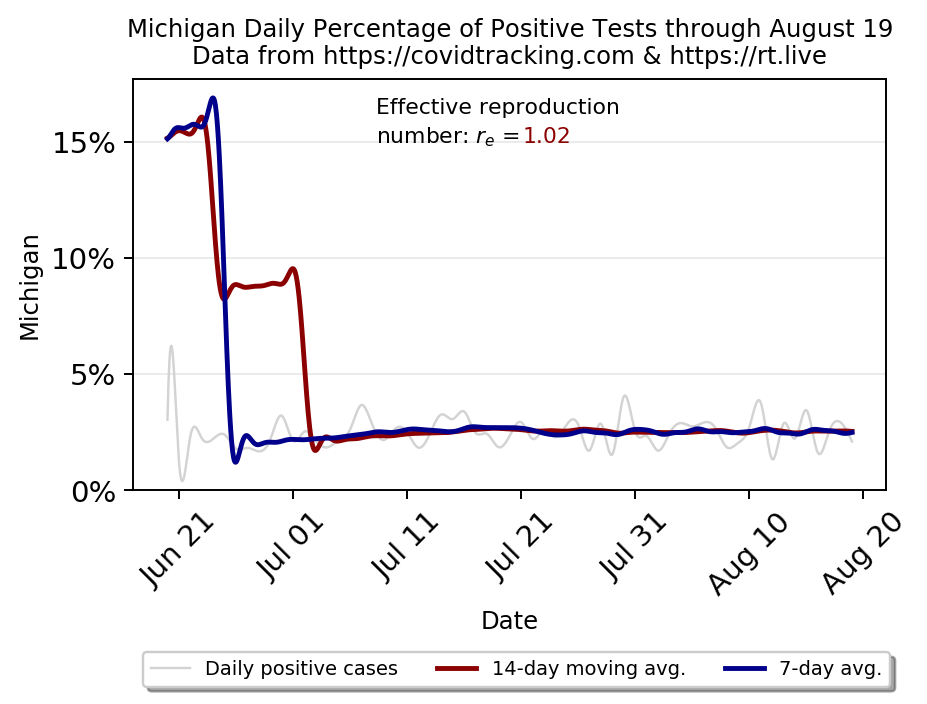 Michigan Daily Percentage of Positive Tests through August 19
Data from https://covidtracking.com & https://rt.live
Effective reproduction
number: rₑ =1.02
15%
10%
5%
0%
Michigan
Jun 21
Jul 01
Jul 11
Jul 21
Jul 31
Aug 10
Aug 20
Date
Daily positive cases
14-day moving avg.
7-day avg.